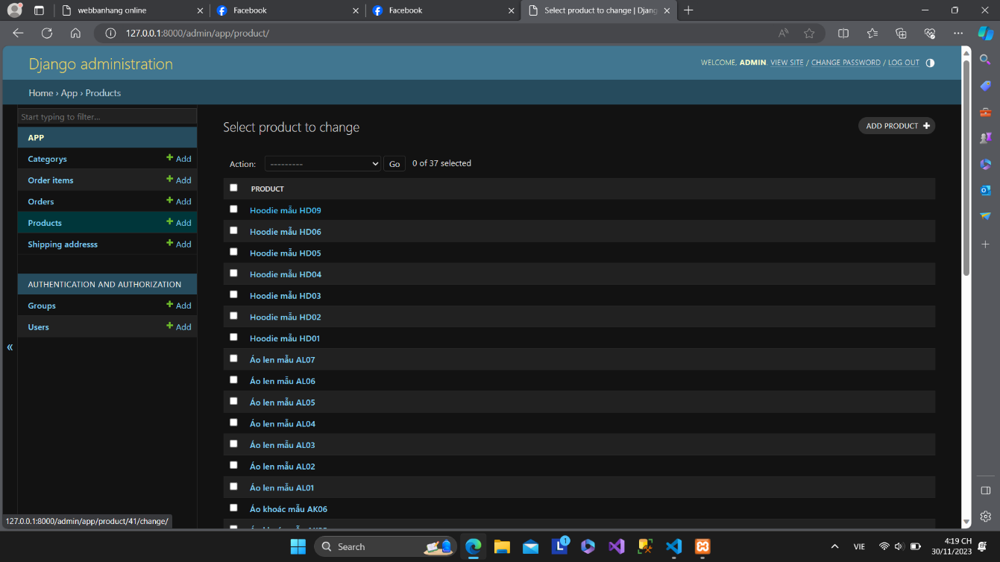 webbanhang online
Facebook
Facebook
Select product to change | Djang
127.0.0.1:8000/admin/app/product/
Django administration
WELCOME, ADMIN. VIEW SITE / CHANGE PASSWORD / LOG OUT
Home › App › Products
Start typing to filter...
APP
Categorys Add
Order items Add
Orders Add
Products Add
Shipping addresss Add
AUTHENTICATION AND AUTHORIZATION
Groups Add
Users Add
«
Select product to change
ADD PRODUCT
Action: --------- Go 0 of 37 selected
PRODUCT
Hoodie mẫu HD09
Hoodie mẫu HD06
Hoodie mẫu HD05
Hoodie mẫu HD04
Hoodie mẫu HD03
Hoodie mẫu HD02
Hoodie mẫu HD01
Áo len mẫu AL07
Áo len mẫu AL06
Áo len mẫu AL05
Áo len mẫu AL04
Áo len mẫu AL03
Áo len mẫu AL02
Áo len mẫu AL01
Áo khoác mẫu AK06
127.0.0.1:8000/admin/app/product/41/change/
Search
1
VIE
4:19 CH
30/11/2023